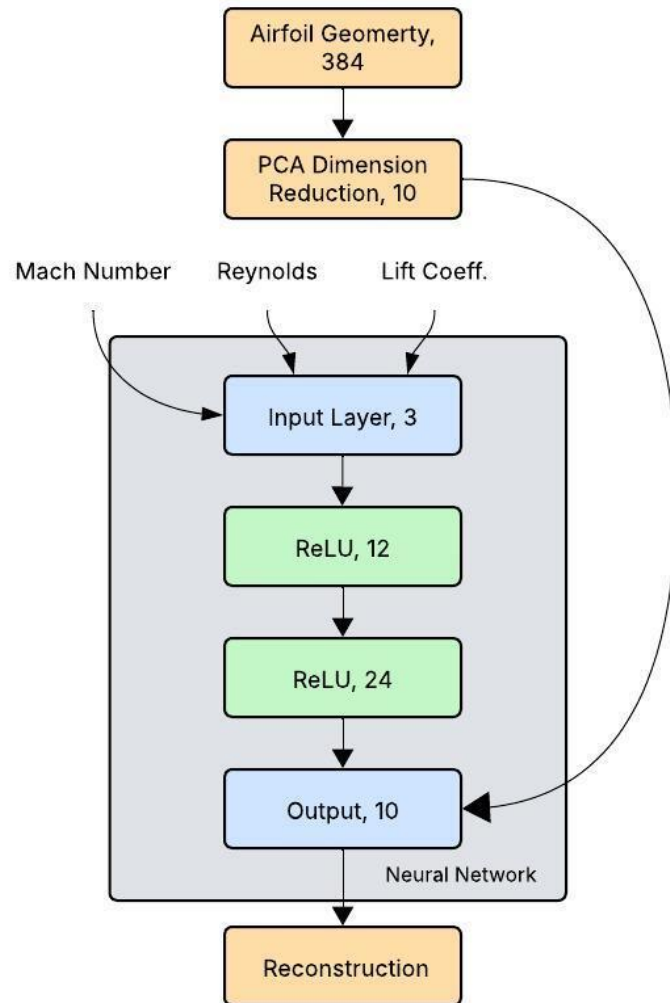 Airfoil Geomerty,
384
PCA Dimension
Reduction, 10
Mach Number
Reynolds
Lift Coeff.
Input Layer, 3
ReLU, 12
ReLU, 24
Output, 10
Neural Network
Reconstruction